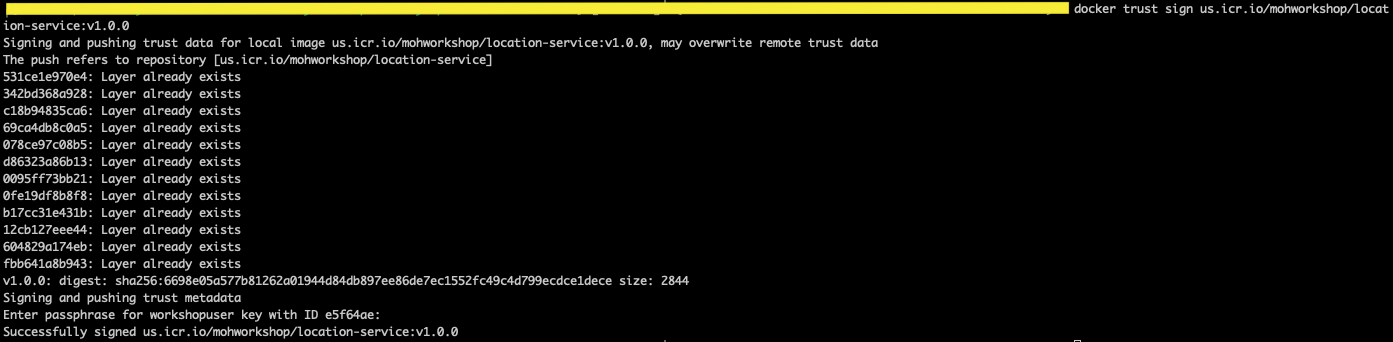 docker trust sign us.icr.io/mohworkshop/locat
ion-service:v1.0.0
Signing and pushing trust data for local image us.icr.io/mohworkshop/location-service:v1.0.0, may overwrite remote trust data
The push refers to repository [us.icr.io/mohworkshop/location-service]
531ce1e970e4: Layer already exists
342bd368a928: Layer already exists
c18b94835ca6: Layer already exists
69ca4db8c0a5: Layer already exists
078ce97c08b5: Layer already exists
d86323a86b13: Layer already exists
0095ff73bb21: Layer already exists
0fe19df8b8f8: Layer already exists
b17cc31e431b: Layer already exists
12cb127eee44: Layer already exists
604829a174eb: Layer already exists
fbb641a8b943: Layer already exists
v1.0.0: digest: sha256:6698e05a577b81262a01944d84db897ee86de7ec1552fc49c4d799ecdce1dece size: 2844
Signing and pushing trust metadata
Enter passphrase for workshopuser key with ID e5f64ae:
Successfully signed us.icr.io/mohworkshop/location-service:v1.0.0